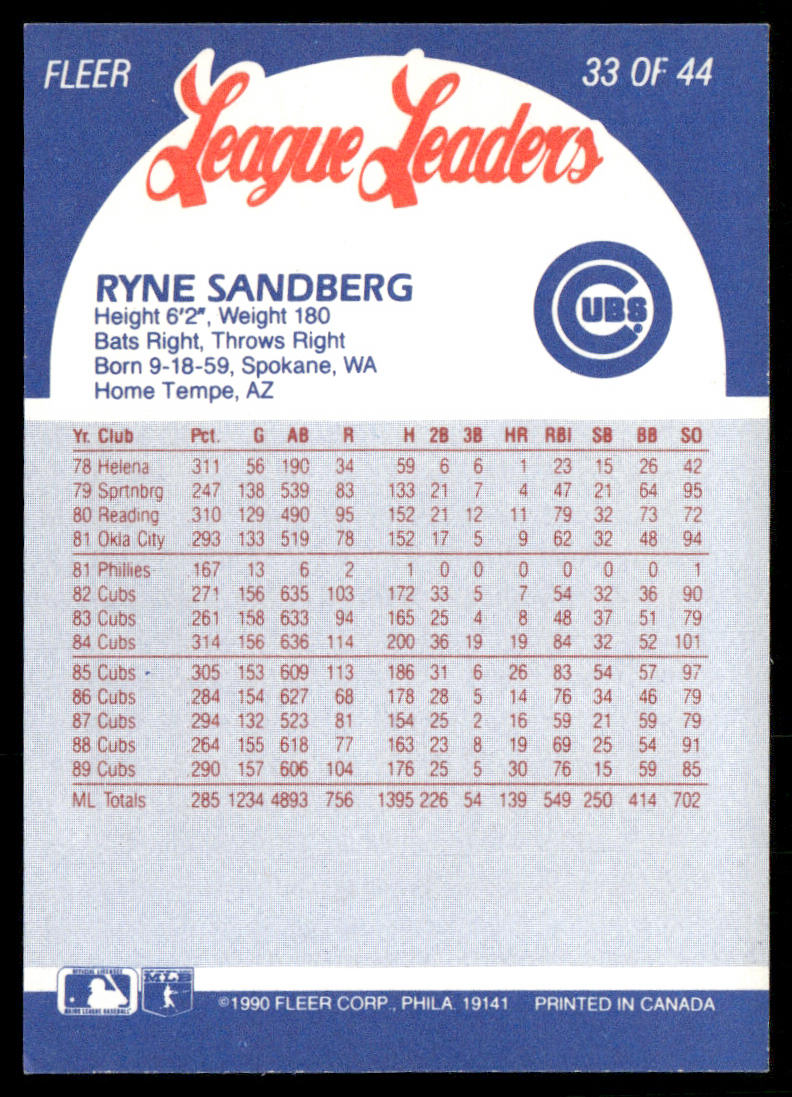 FLEER
33 OF 44
League Leaders
CUBS
RYNE SANDBERG
Height 6'2", Weight 180
Bats Right, Throws Right
Born 9-18-59, Spokane, WA
Home Tempe, AZ
Yr. Club Pct. G AB R H 2B 3B HR RBI SB BB SO
78 Helena .311 56 190 34 59 6 6 1 23 15 26 42
79 Sprtnbrg .247 138 539 83 133 21 7 4 47 21 64 95
80 Reading .310 129 490 95 152 21 12 11 79 32 73 72
81 Okla City .293 133 519 78 152 17 5 9 62 32 48 94
81 Phillies .167 13 6 2 1 0 0 0 0 0 0 1
82 Cubs .271 156 635 103 172 33 5 7 54 32 36 90
83 Cubs .261 158 633 94 165 25 4 8 48 37 51 79
84 Cubs .314 156 636 114 200 36 19 19 84 32 52 101
85 Cubs .305 153 609 113 186 31 6 26 83 54 57 97
86 Cubs .284 154 627 68 178 28 5 14 76 34 46 79
87 Cubs .294 132 523 81 154 25 2 16 59 21 59 79
88 Cubs .264 155 618 77 163 23 8 19 69 25 54 91
89 Cubs .290 157 606 104 176 25 5 30 76 15 59 85
ML Totals .285 1234 4893 756 1395 226 54 139 549 250 414 702
OFFICIAL LICENSEE
MAJOR LEAGUE BASEBALL
MLB
©1990 FLEER CORP., PHILA. 19141 PRINTED IN CANADA